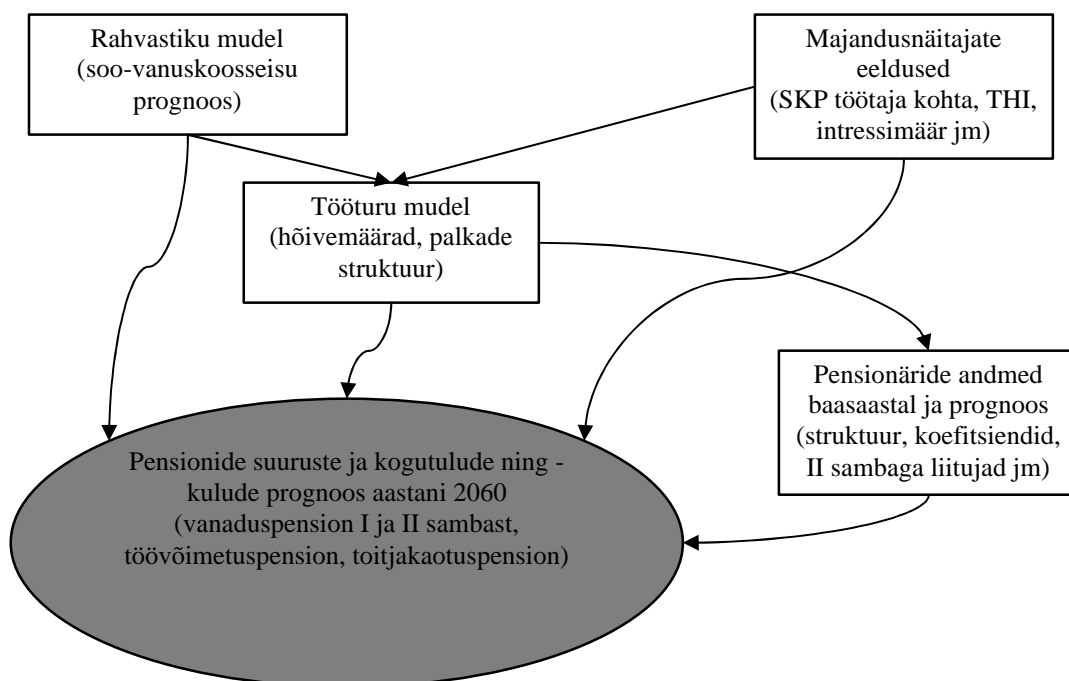 Rahvastiku mudel
(soo-vanuskoosseisu
prognoos)
Majandusnäitajate
eeldused
(SKP töötaja kohta, THI,
intressimäär jm)
Tööturu mudel
(hõivemäärad, palkade
struktuur)
Pensionäride andmed
baasaastal ja prognoos
(struktuur, koefitsiendid,
II sambaga liitujad jm)
Pensionide suuruste ja kogutulude ning -
kulude prognoos aastani 2060
(vanaduspension I ja II sambast,
töövõimetuspension, toitjakaotuspension)